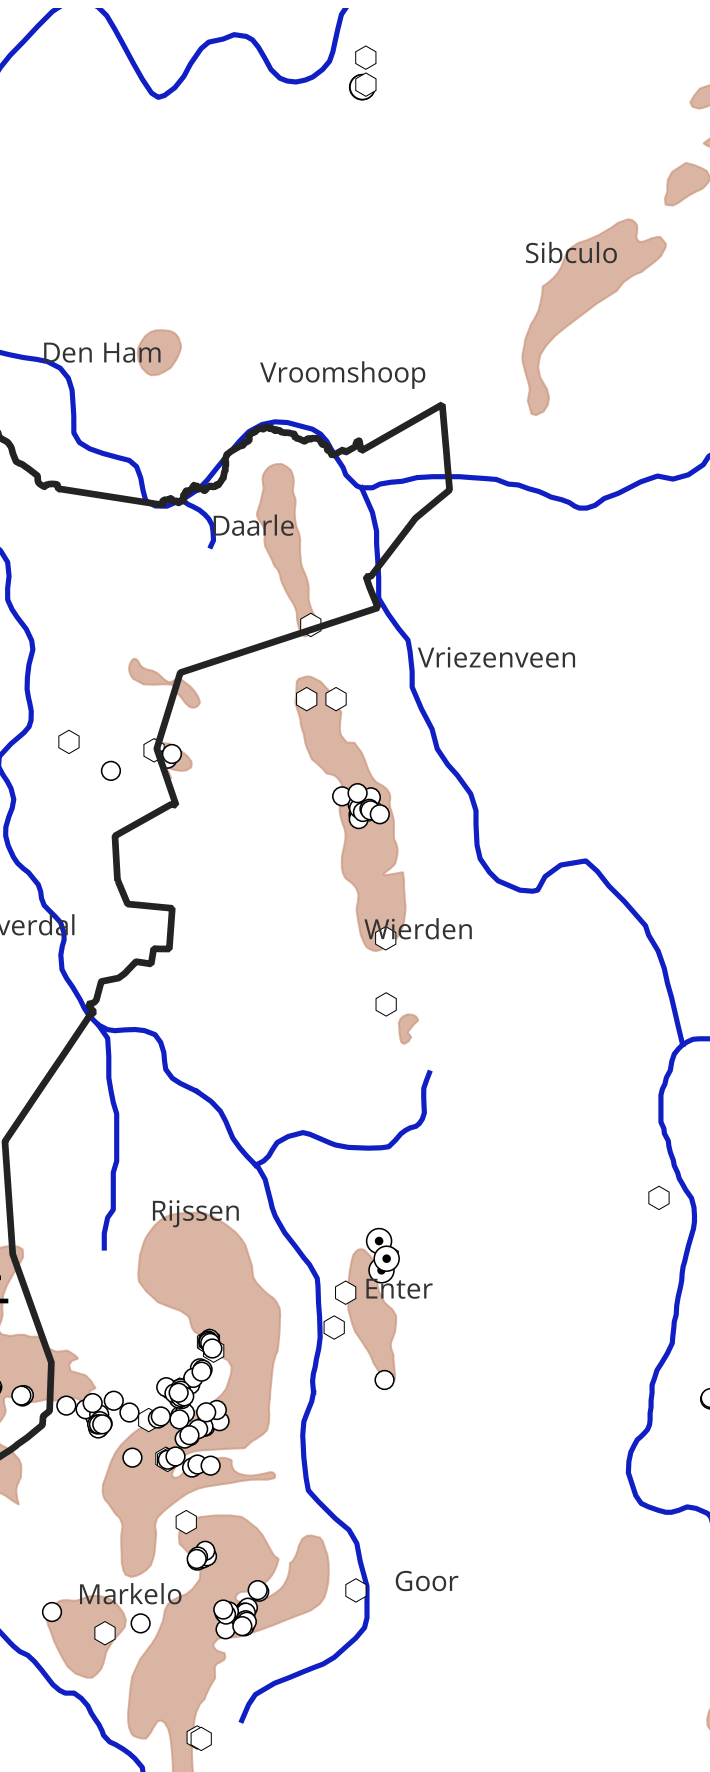 Sibculo
Den Ham
Vroomshoop
Daarle
Vriezenveen
verdal
Wierden
Rijssen
Enter
Goor
Markelo